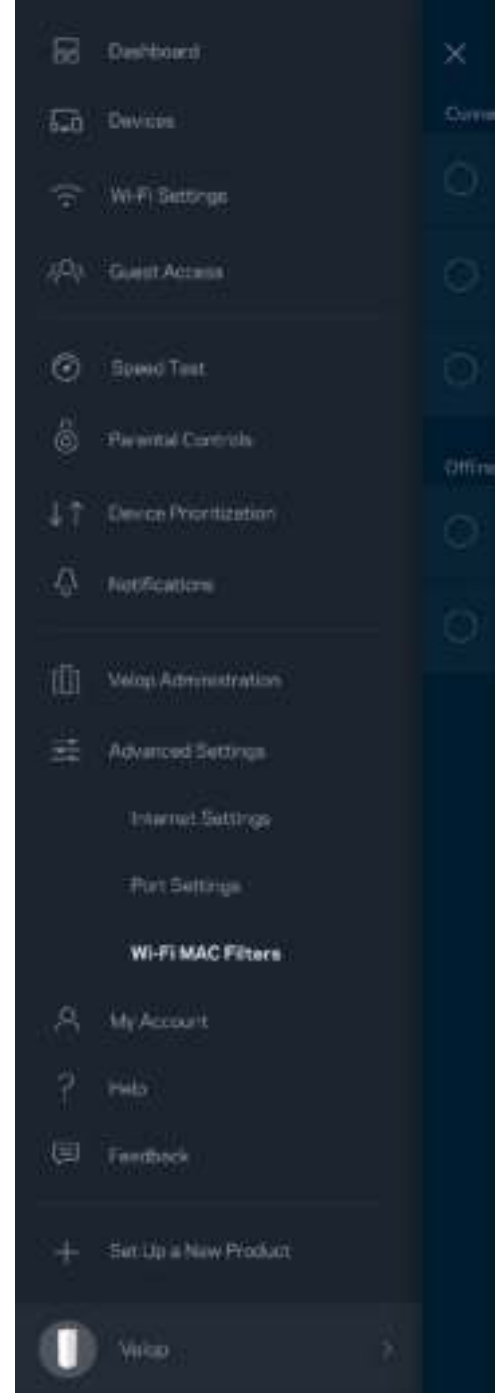 Dashboard
Devices
Wi-Fi Settings
Guest Access
Speed Test
Parental Controls
Device Prioritization
Notifications
Velop Administration
Advanced Settings
Internet Settings
Port Settings
Wi-Fi MAC Filters
My Account
Help
Feedback
Set Up a New Product
Velop
Offline